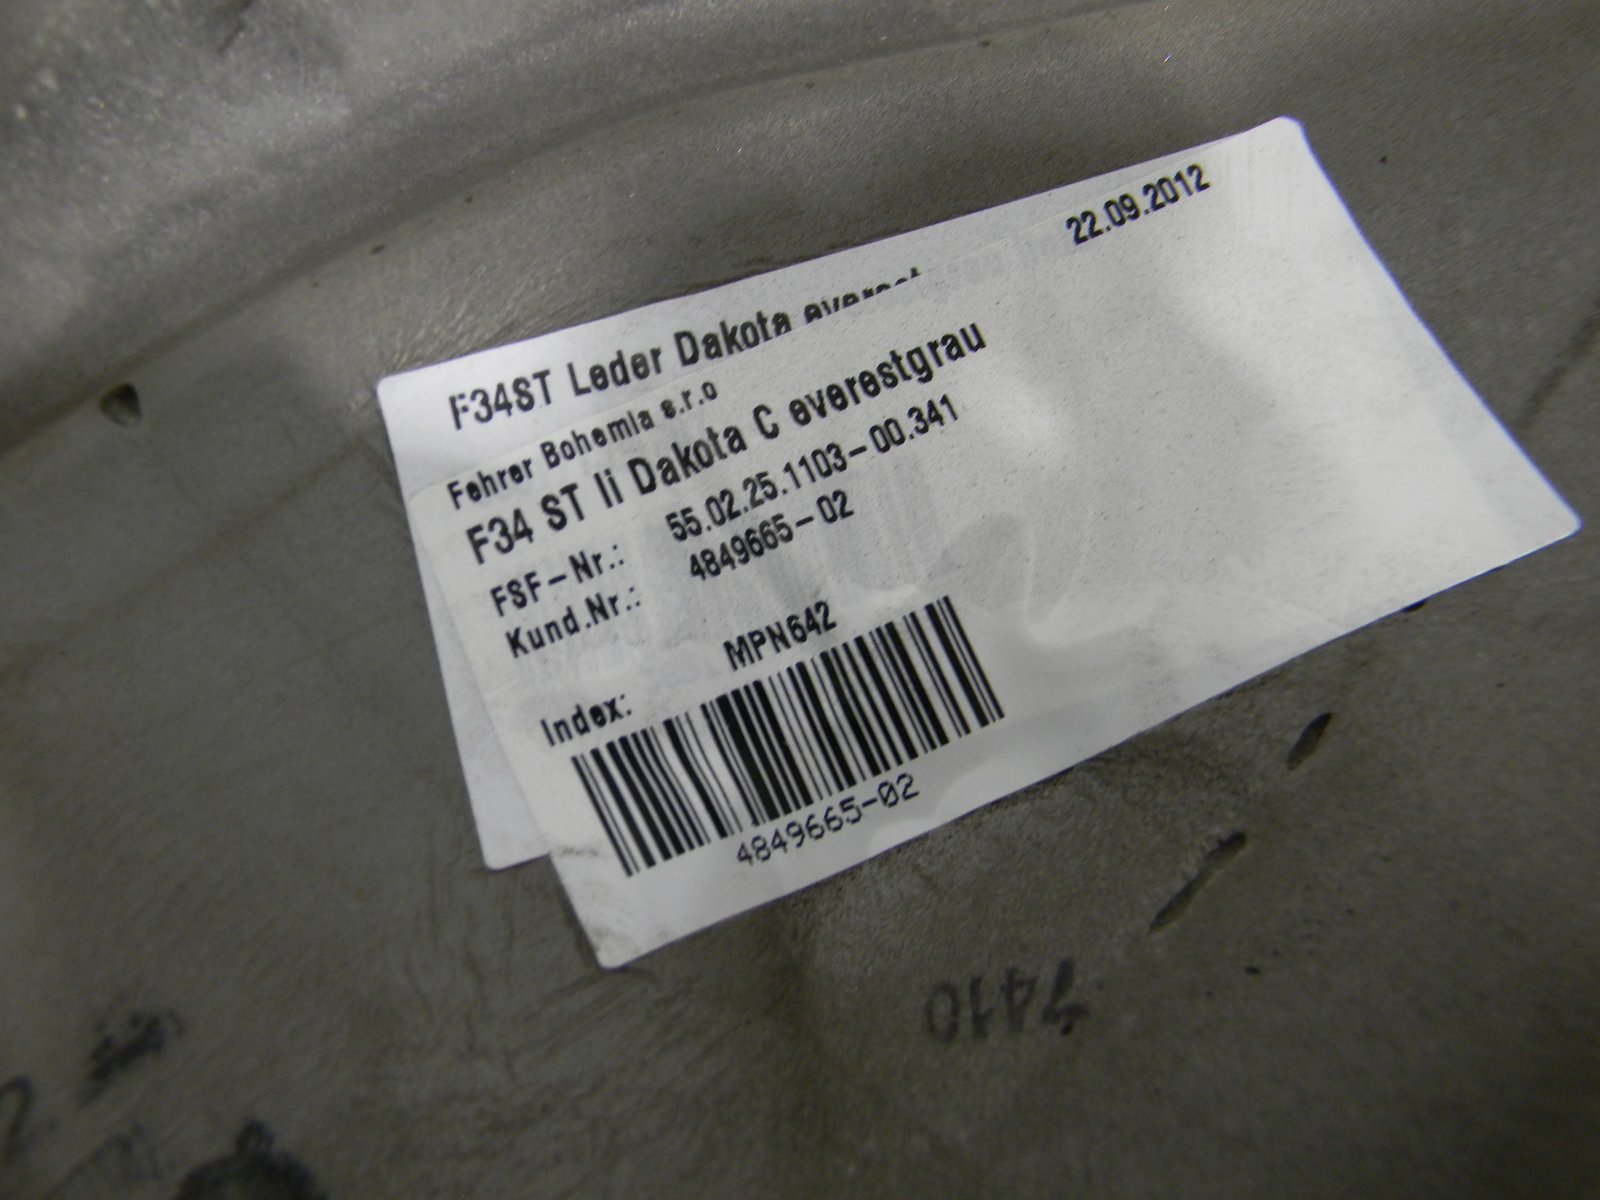 22.09.2012
F34ST Leder Dakota
Fehrer Bohemia s.r.o
F34 ST li Dakota C everestgrau
FSF-Nr.: 55.02.25.1103-00.341
Kund.Nr.: 4849665-02
Index: MPN642
4849665-02
7410